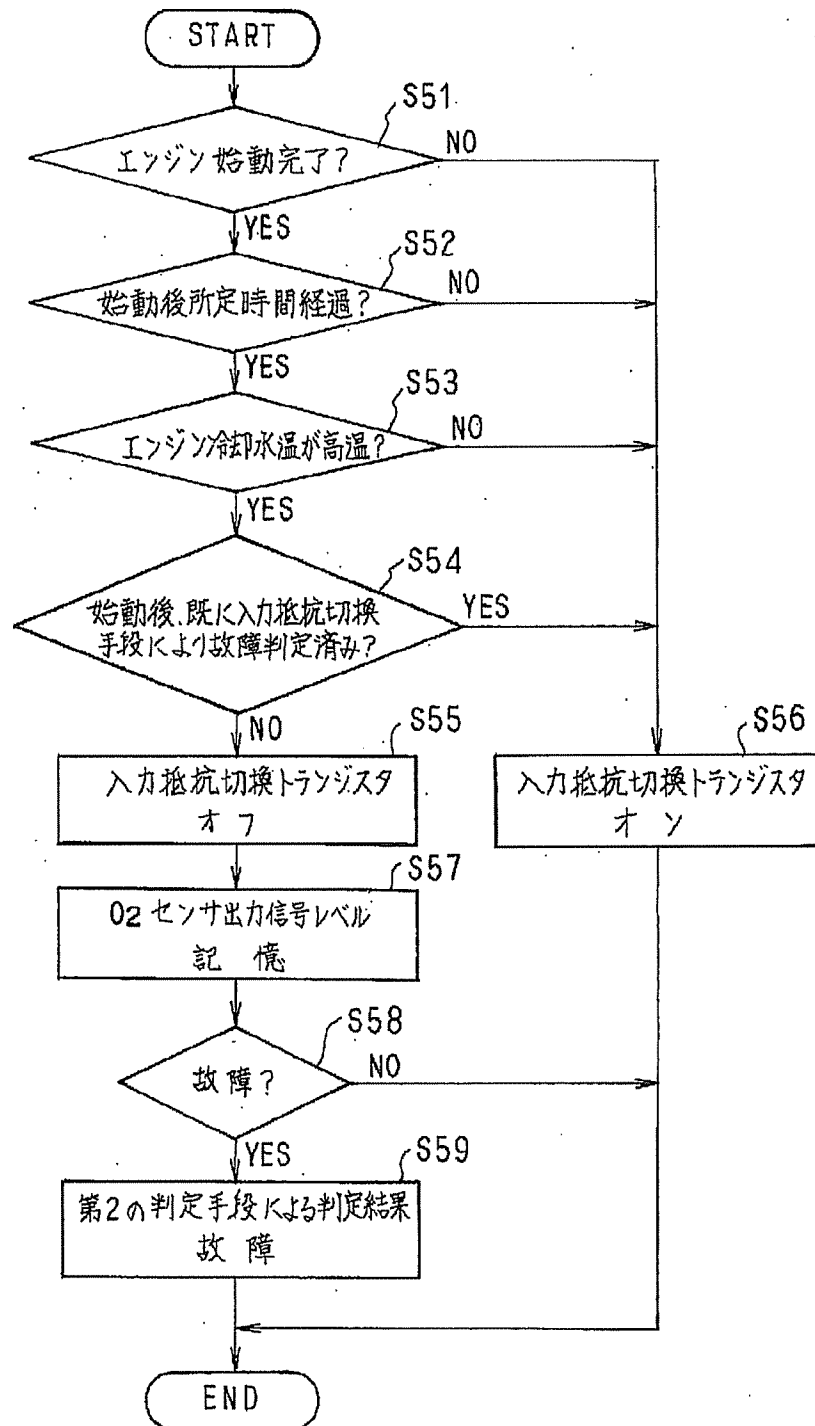 START
S51
エンジン始動完了?
NO
YES
S52
始動後所定時間経過?
NO
YES
S53
エンジン冷却水温が高温?
NO
YES
S54
始動後、既に入力抵抗切換
手段により故障判定済み?
YES
NO
S55
入力抵抗切換トランジスタ
オフ
S56
入力抵抗切換トランジスタ
オン
S57
O2センサ出力信号レベル
記憶
S58
故障?
NO
YES
S59
第2の判定手段による判定結果
故障
END